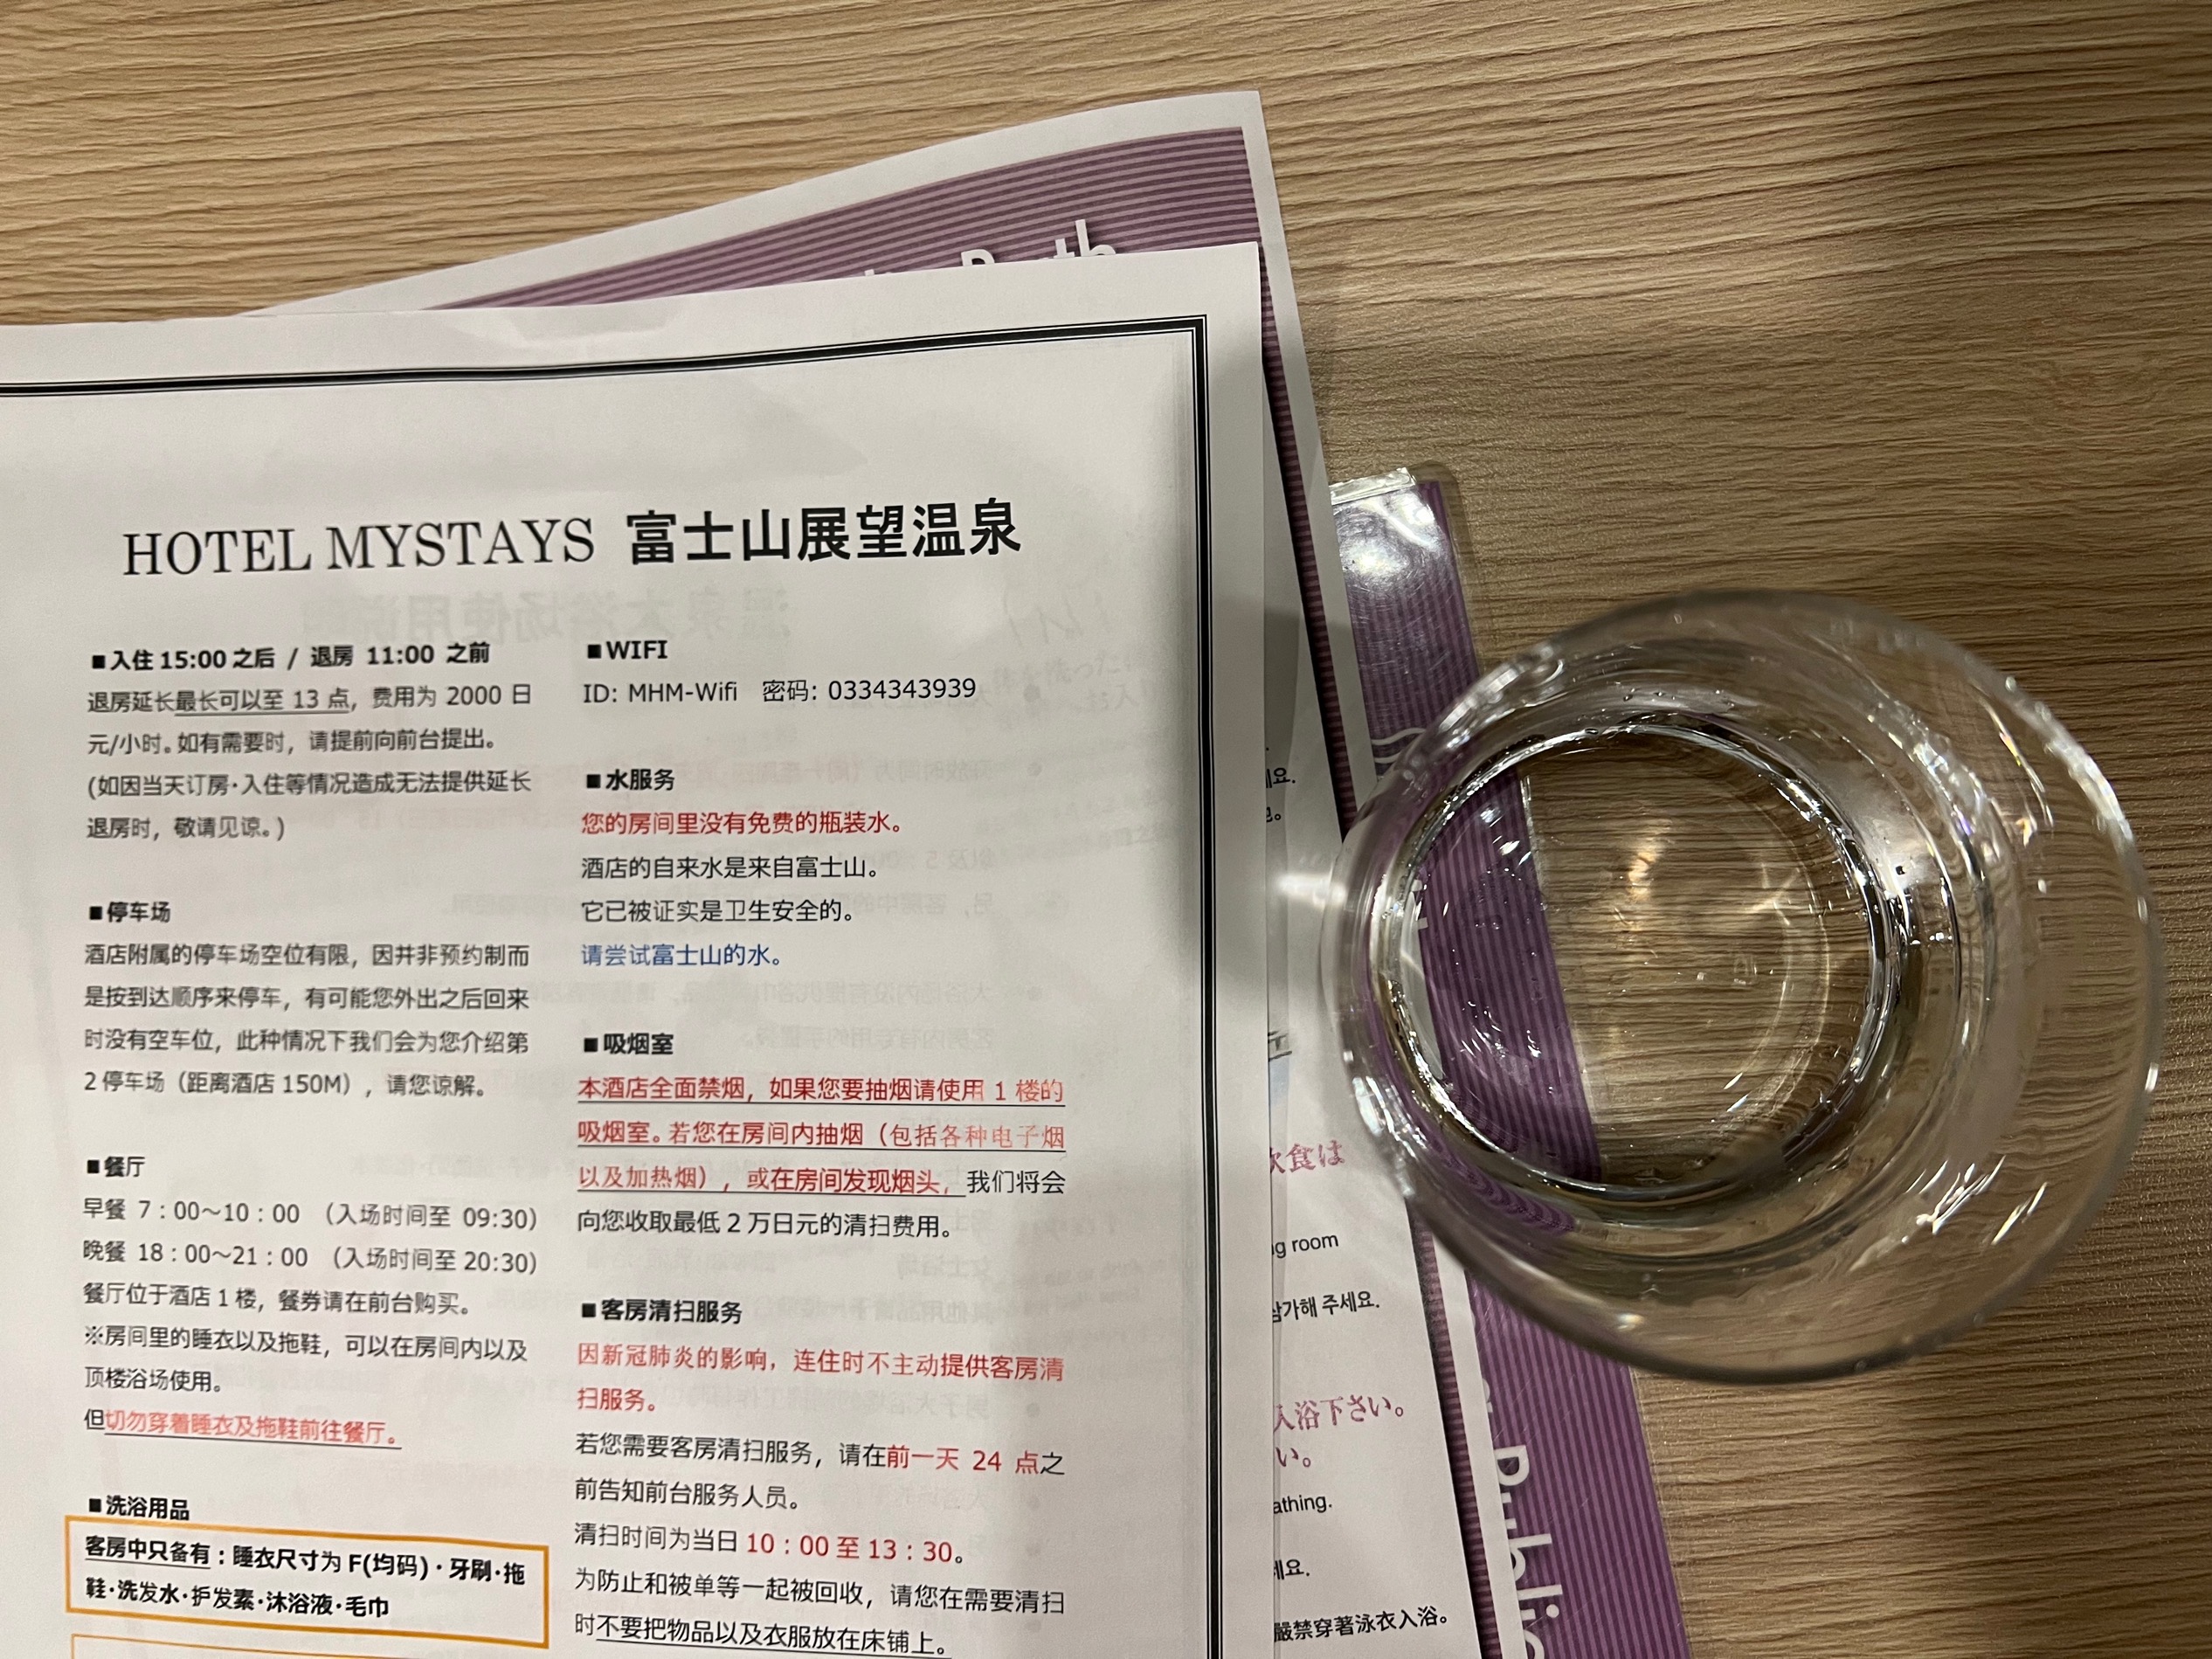 Bath
HOTEL MYSTAYS 富士山展望温泉
■入住 15:00 之后 / 退房 11:00 之前
退房延长最长可以至 13 点，费用为 2000 日
元/小时。如有需要时，请提前向前台提出。
(如因当天订房·入住等情况造成无法提供延长
退房时，敬请见谅。)
■停车场
酒店附属的停车场空位有限，因并非预约制而
是按到达顺序来停车，有可能您外出之后回来
时没有空车位，此种情况下我们会为您介绍第
2 停车场（距离酒店 150M），请您谅解。
■餐厅
早餐 7：00～10：00 （入场时间至 09:30）
晚餐 18：00～21：00 （入场时间至 20:30）
餐厅位于酒店 1 楼，餐券请在前台购买。
※房间里的睡衣以及拖鞋，可以在房间内以及
顶楼浴场使用。
但切勿穿着睡衣及拖鞋前往餐厅。
■洗浴用品
客房中只备有：睡衣尺寸为 F(均码)・牙刷・拖
鞋・洗发水・护发素・沐浴液・毛巾
■WIFI
ID: MHM-Wifi 密码: 0334343939
■水服务
您的房间里没有免费的瓶装水。
酒店的自来水是来自富士山。
它已被证实是卫生安全的。
请尝试富士山的水。
■吸烟室
本酒店全面禁烟，如果您要抽烟请使用 1 楼的
吸烟室。若您在房间内抽烟（包括各种电子烟
以及加热烟），或在房间发现烟头，我们将会
向您收取最低 2 万日元的清扫费用。
■客房清扫服务
因新冠肺炎的影响，连住时不主动提供客房清
扫服务。
若您需要客房清扫服务，请在前一天 24 点之
前告知前台服务人员。
清扫时间为当日 10：00 至 13：30。
为防止和被单等一起被回收，请您在需要清扫
时不要把物品以及衣服放在床铺上。
요.
飲食は
room
삼가해 주세요.
入浴下さい。
い。
athing.
세요.
嚴禁穿著泳衣入浴。
Public